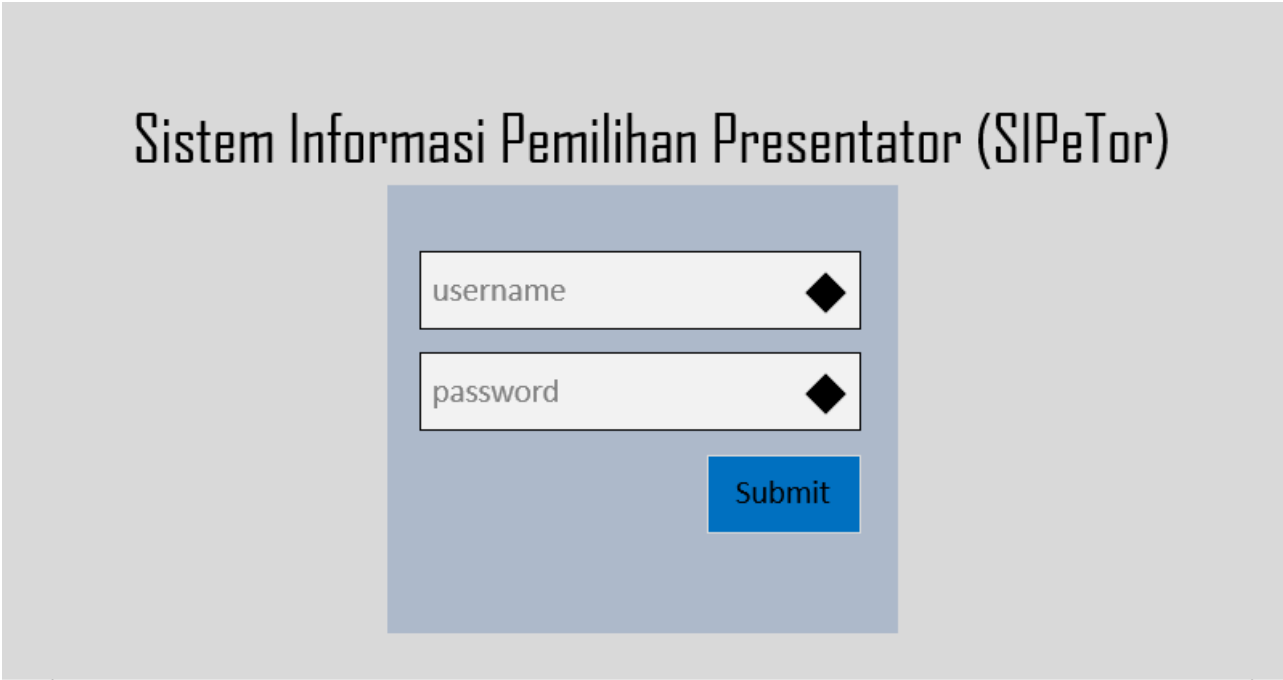 Sistem Informasi Pemilihan Presentator (SIPeTor)
username
password
Submit